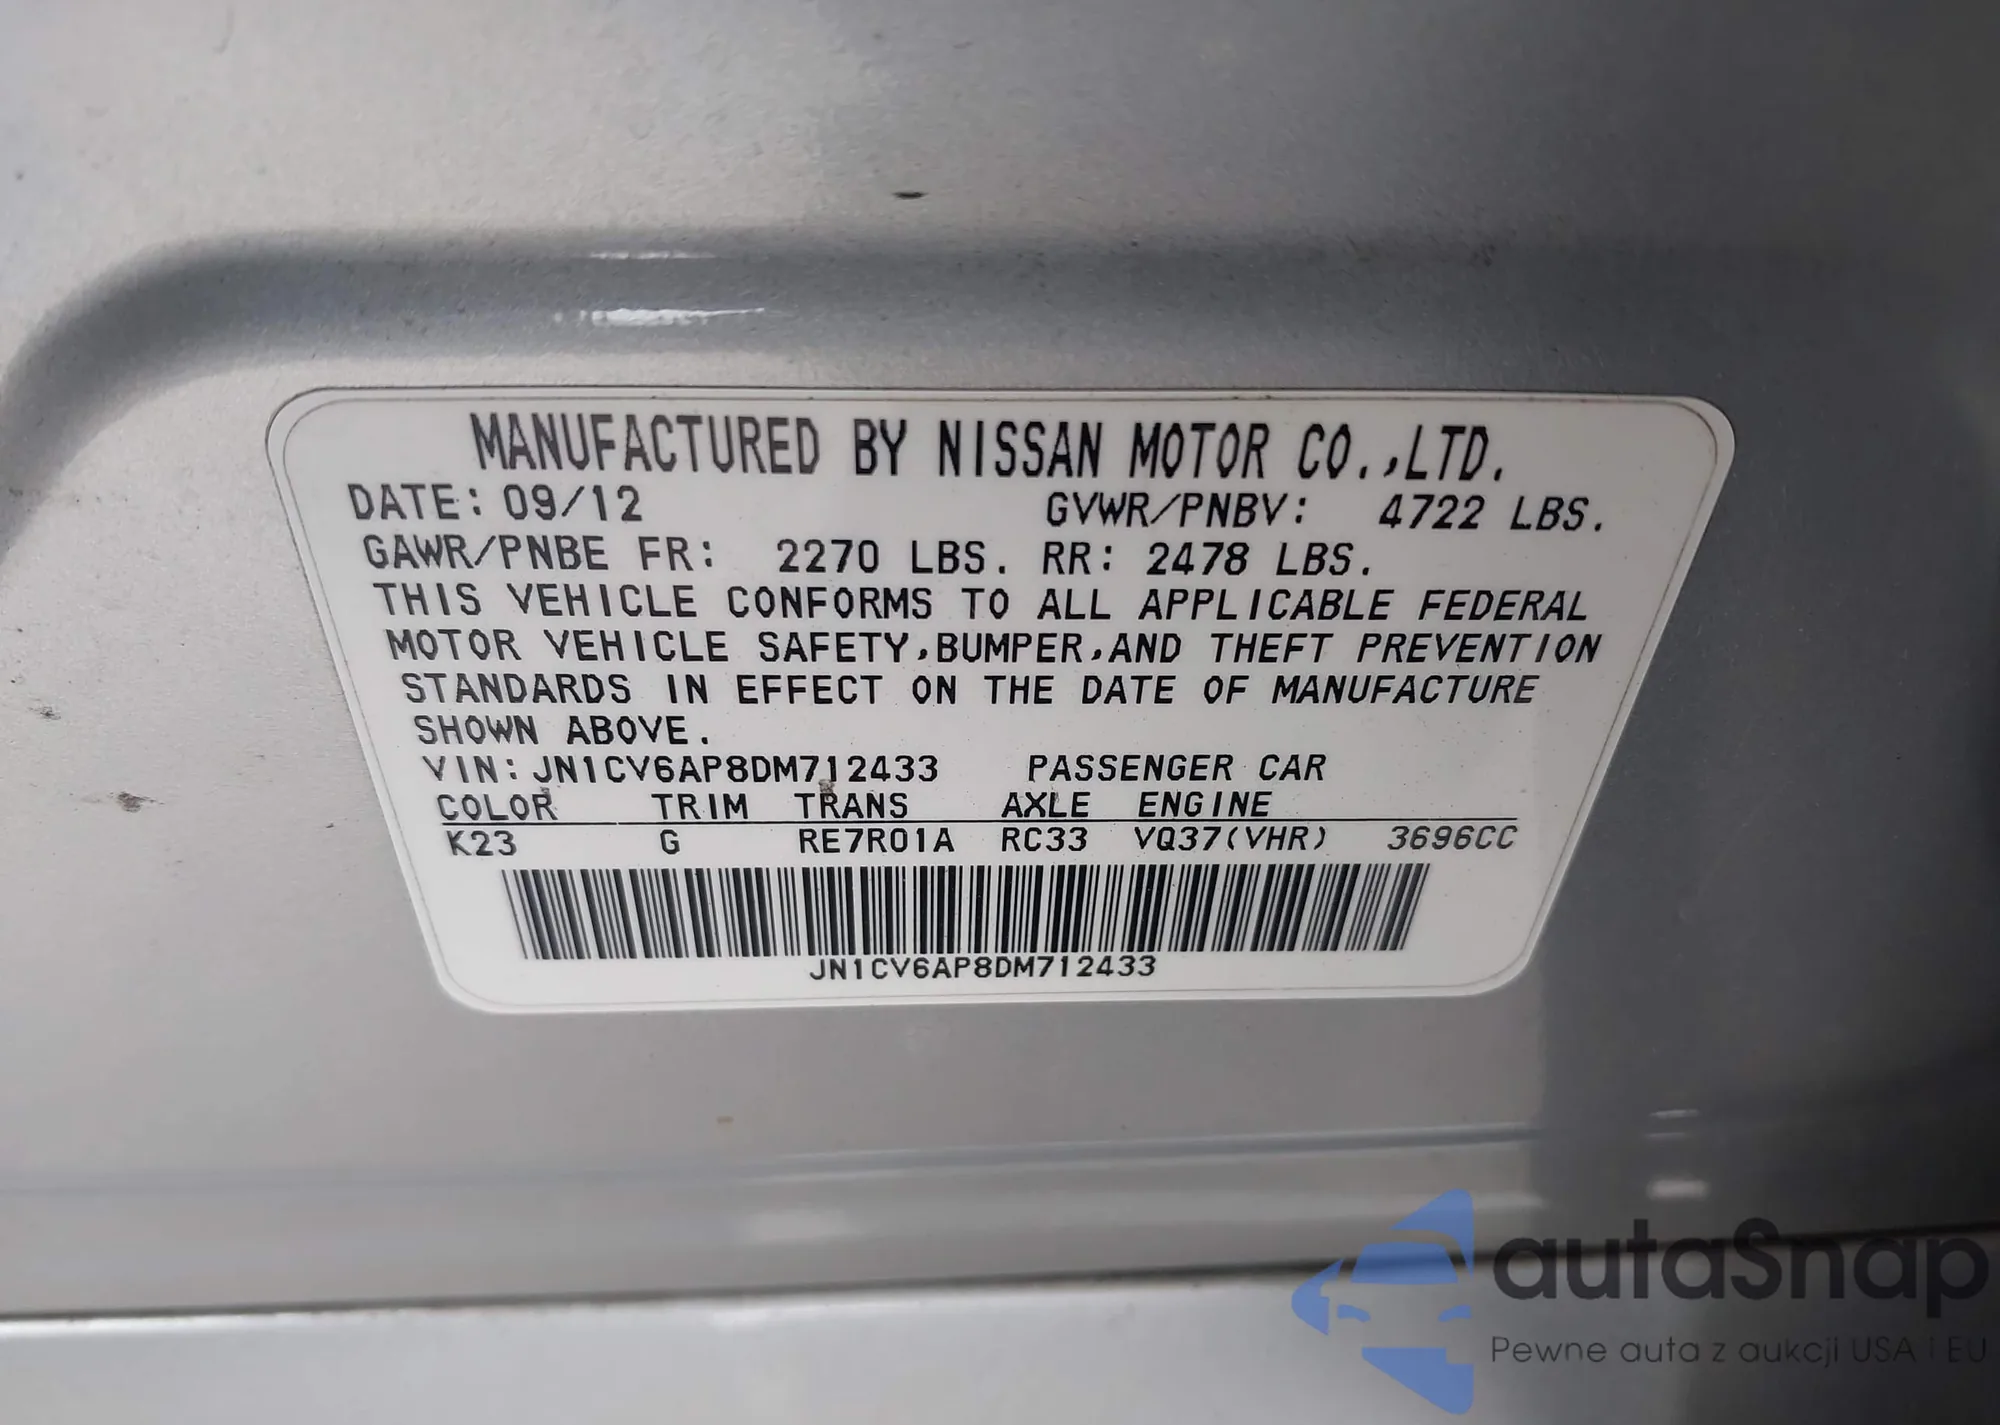 MANUFACTURED BY NISSAN MOTOR CO.,LTD.
DATE: 09/12 GVWR/PNBV: 4722 LBS.
GAWR/PNBE FR: 2270 LBS. RR: 2478 LBS.
THIS VEHICLE CONFORMS TO ALL APPLICABLE FEDERAL
MOTOR VEHICLE SAFETY,BUMPER,AND THEFT PREVENTION
STANDARDS IN EFFECT ON THE DATE OF MANUFACTURE
SHOWN ABOVE.
VIN: JN1CV6AP8DM712433 PASSENGER CAR
COLOR TRIM TRANS AXLE ENGINE
K23 G RE7R01A RC33 VQ37(VHR) 3696CC
JN1CV6AP8DM712433
autaSnap
Pewne auta z aukcji USA i EU